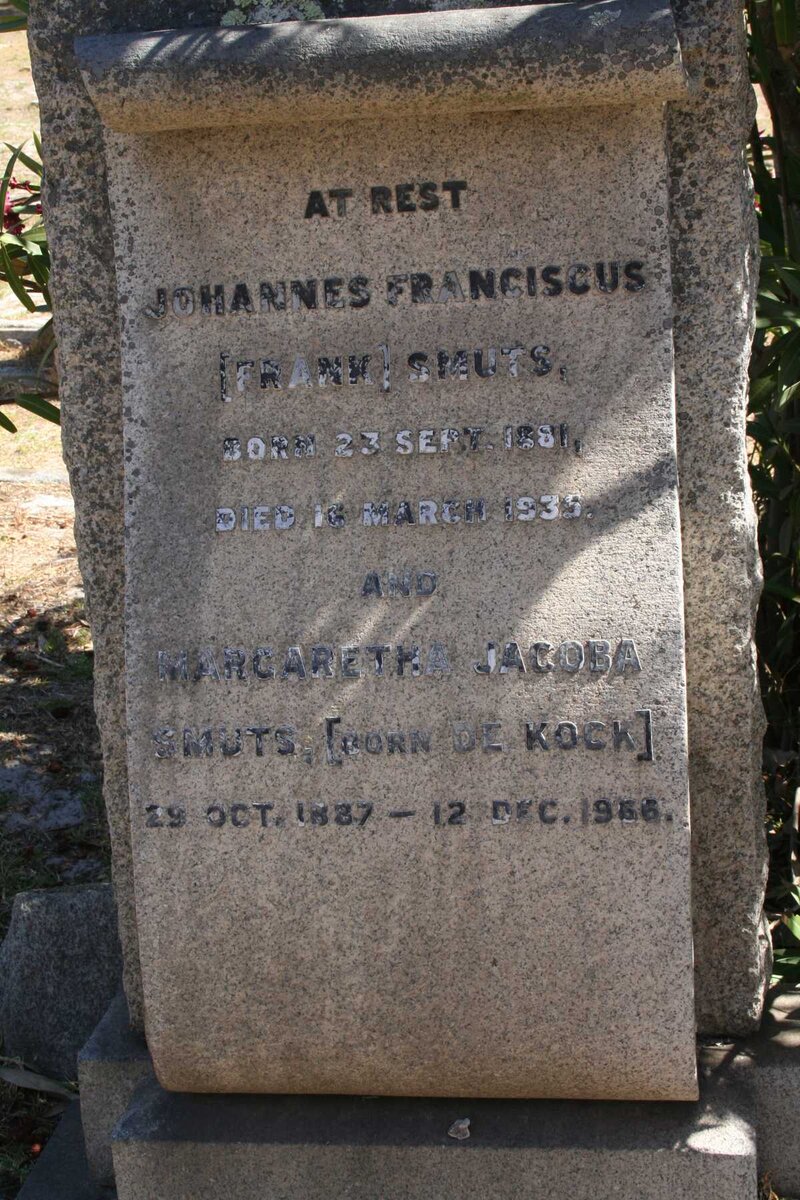 AT REST
JOHANNES FRANCISCUS
[FRANK] SMUTS,
BORN 23 SEPT. 1881,
DIED 16 MARCH 1935.
AND
MARGARETHA JACOBA
SMUTS, [BORN DE KOCK]
29 OCT. 1887 — 12 DEC. 1966.